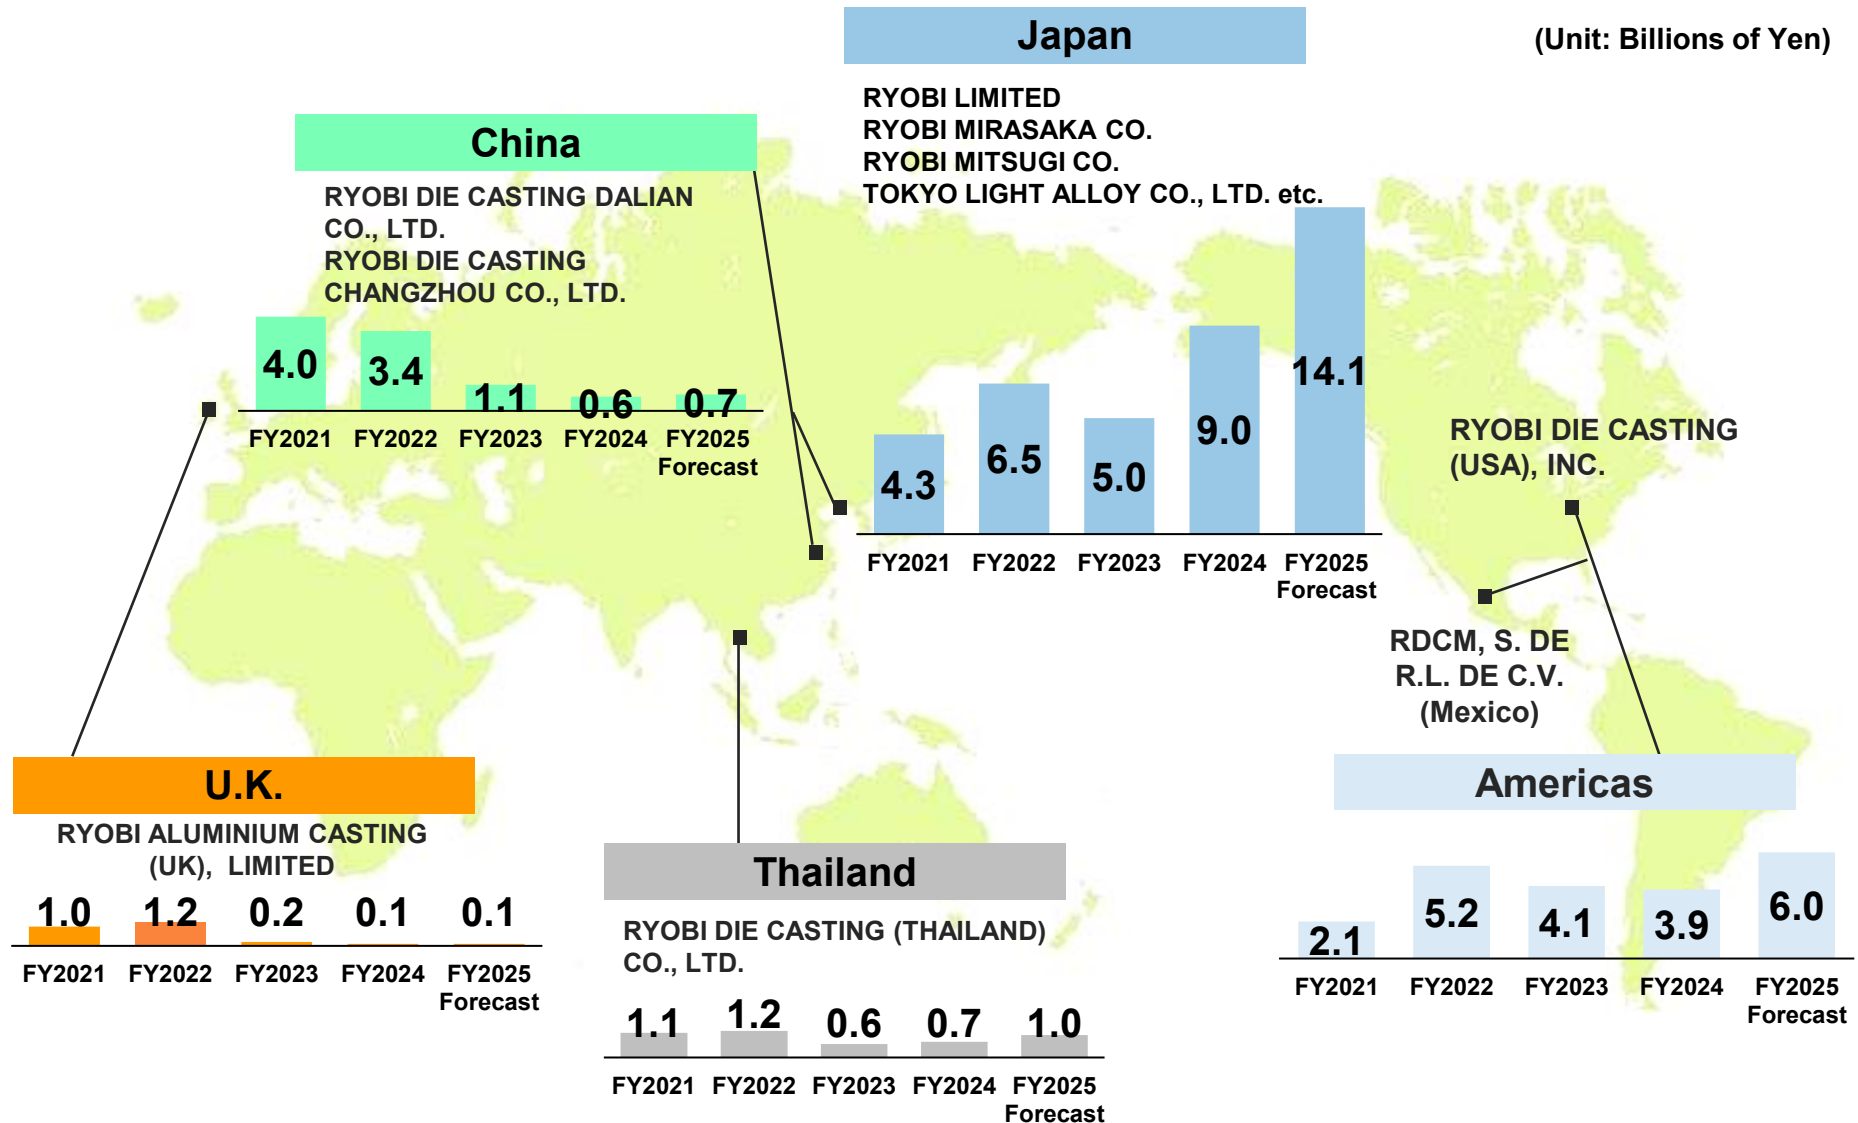 Japan
(Unit: Billions of Yen)
RYOBI LIMITED
RYOBI MIRASAKA CO.
RYOBI MITSUGI CO.
TOKYO LIGHT ALLOY CO., LTD. etc.
4.3
6.5
5.0
9.0
14.1
FY2021
FY2022
FY2023
FY2024
FY2025
Forecast
China
RYOBI DIE CASTING DALIAN
CO., LTD.
RYOBI DIE CASTING
CHANGZHOU CO., LTD.
4.0
3.4
1.1
0.6
0.7
FY2021
FY2022
FY2023
FY2024
FY2025
Forecast
RYOBI DIE CASTING
(USA), INC.
RDCM, S. DE
R.L. DE C.V.
(Mexico)
Americas
2.1
5.2
4.1
3.9
6.0
FY2021
FY2022
FY2023
FY2024
FY2025
Forecast
U.K.
RYOBI ALUMINIUM CASTING
(UK), LIMITED
1.0
1.2
0.2
0.1
0.1
FY2021
FY2022
FY2023
FY2024
FY2025
Forecast
Thailand
RYOBI DIE CASTING (THAILAND)
CO., LTD.
1.1
1.2
0.6
0.7
1.0
FY2021
FY2022
FY2023
FY2024
FY2025
Forecast